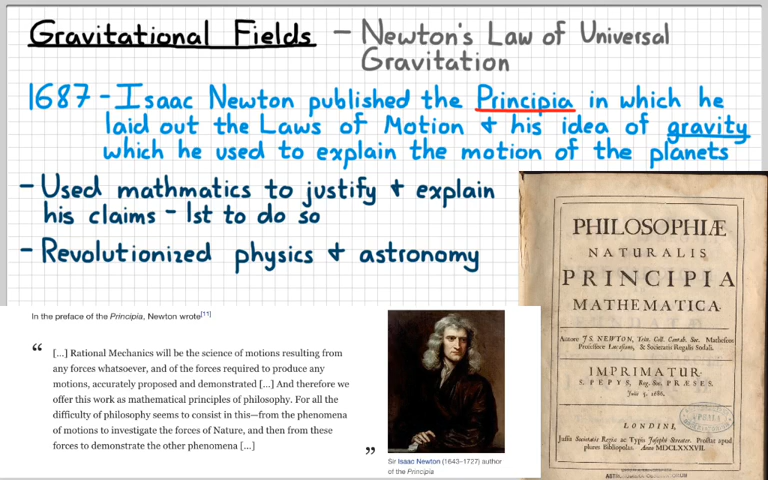 Gravitational Fields - Newton's Law of Universal
Gravitation
1687 - Isaac Newton published the Principia in which he
laid out the Laws of Motion + his idea of gravity
which he used to explain the motion of the planets
- Used mathmatics to justify + explain
his claims - 1st to do so
- Revolutionized physics + astronomy
In the preface of the Principia, Newton wrote[11]
“ [...] Rational Mechanics will be the science of motions resulting from
any forces whatsoever, and of the forces required to produce any
motions, accurately proposed and demonstrated [...] And therefore we
offer this work as mathematical principles of philosophy. For all the
difficulty of philosophy seems to consist in this—from the phenomena
of motions to investigate the forces of Nature, and then from these
forces to demonstrate the other phenomena [...] ”
Sir Isaac Newton (1643–1727) author
of the Principia
PHILOSOPHIÆ
NATURALIS
PRINCIPIA
MATHEMATICA
Autore J S. NEWTON, Trin. Coll. Cantab. Soc. Matheseos
Professore Lucasiano, & Societatis Regalis Sodali.
IMPRIMATUR
S. PEPYS, Reg. Soc. PRÆSES.
Julii 5. 1686.
LONDINI,
Jussu Societatis Regiæ ac Typis Josephi Streater. Prostat apud
plures Bibliopolas. Anno MDCLXXXVII.